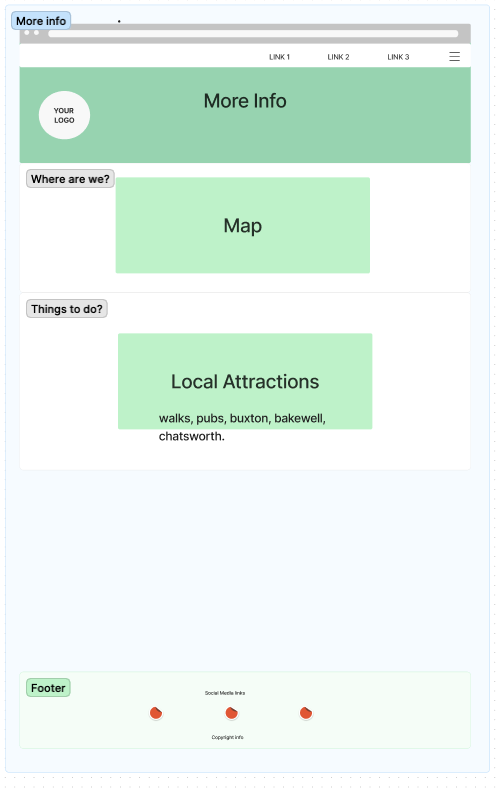 More info
LINK 1
LINK 2
LINK 3
YOUR
LOGO
More Info
Where are we?
Map
Things to do?
Local Attractions
walks, pubs, buxton, bakewell,
chatsworth.
Footer
Social Media links
Copyright info